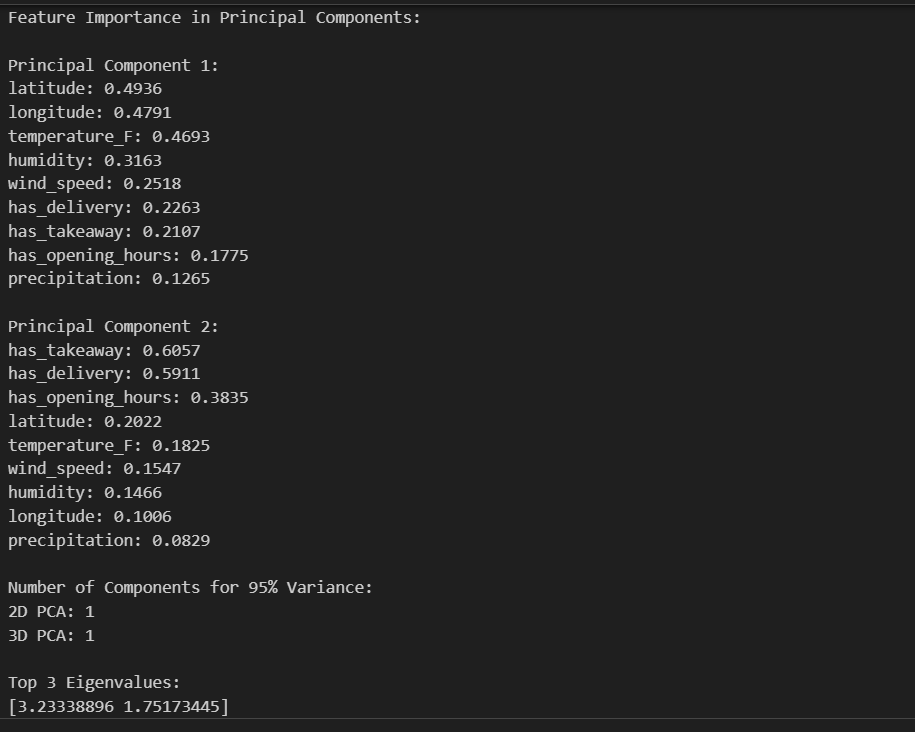 Feature Importance in Principal Components:
Principal Component 1:
latitude: 0.4936
longitude: 0.4791
temperature_F: 0.4693
humidity: 0.3163
wind_speed: 0.2518
has_delivery: 0.2263
has_takeaway: 0.2107
has_opening_hours: 0.1775
precipitation: 0.1265
Principal Component 2:
has_takeaway: 0.6057
has_delivery: 0.5911
has_opening_hours: 0.3835
latitude: 0.2022
temperature_F: 0.1825
wind_speed: 0.1547
humidity: 0.1466
longitude: 0.1006
precipitation: 0.0829
Number of Components for 95% Variance:
2D PCA: 1
3D PCA: 1
Top 3 Eigenvalues:
[3.23338896 1.75173445]